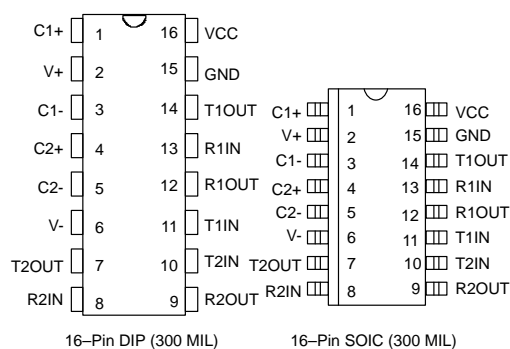 C1+ 1 16 VCC
V+ 2 15 GND
C1- 3 14 T1OUT
C2+ 4 13 R1IN
C2- 5 12 R1OUT
V- 6 11 T1IN
T2OUT 7 10 T2IN
R2IN 8 9 R2OUT
16–Pin DIP (300 MIL)
C1+ 1 16 VCC
V+ 2 15 GND
C1- 3 14 T1OUT
C2+ 4 13 R1IN
C2- 5 12 R1OUT
V- 6 11 T1IN
T2OUT 7 10 T2IN
R2IN 8 9 R2OUT
16–Pin SOIC (300 MIL)